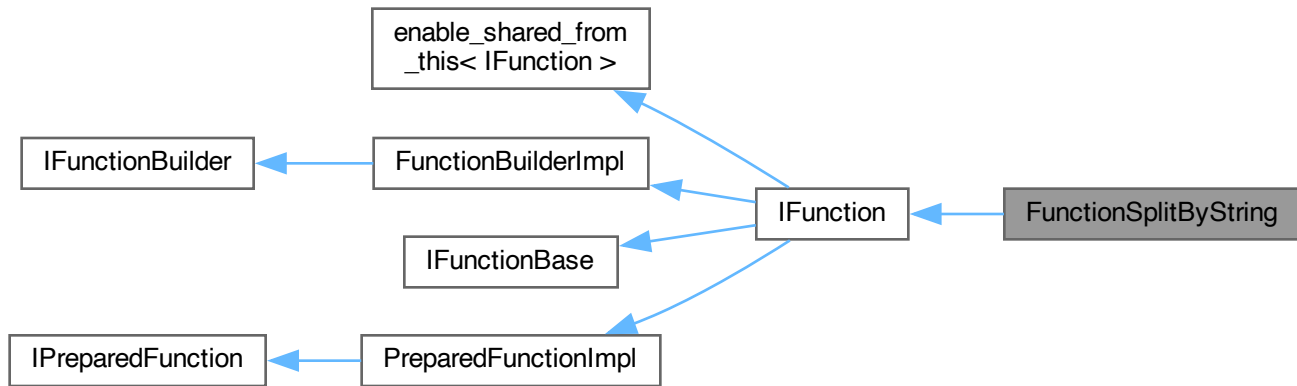 enable_shared_from
_this< IFunction >
IFunctionBuilder
FunctionBuilderImpl
IFunction
FunctionSplitByString
IFunctionBase
IPreparedFunction
PreparedFunctionImpl